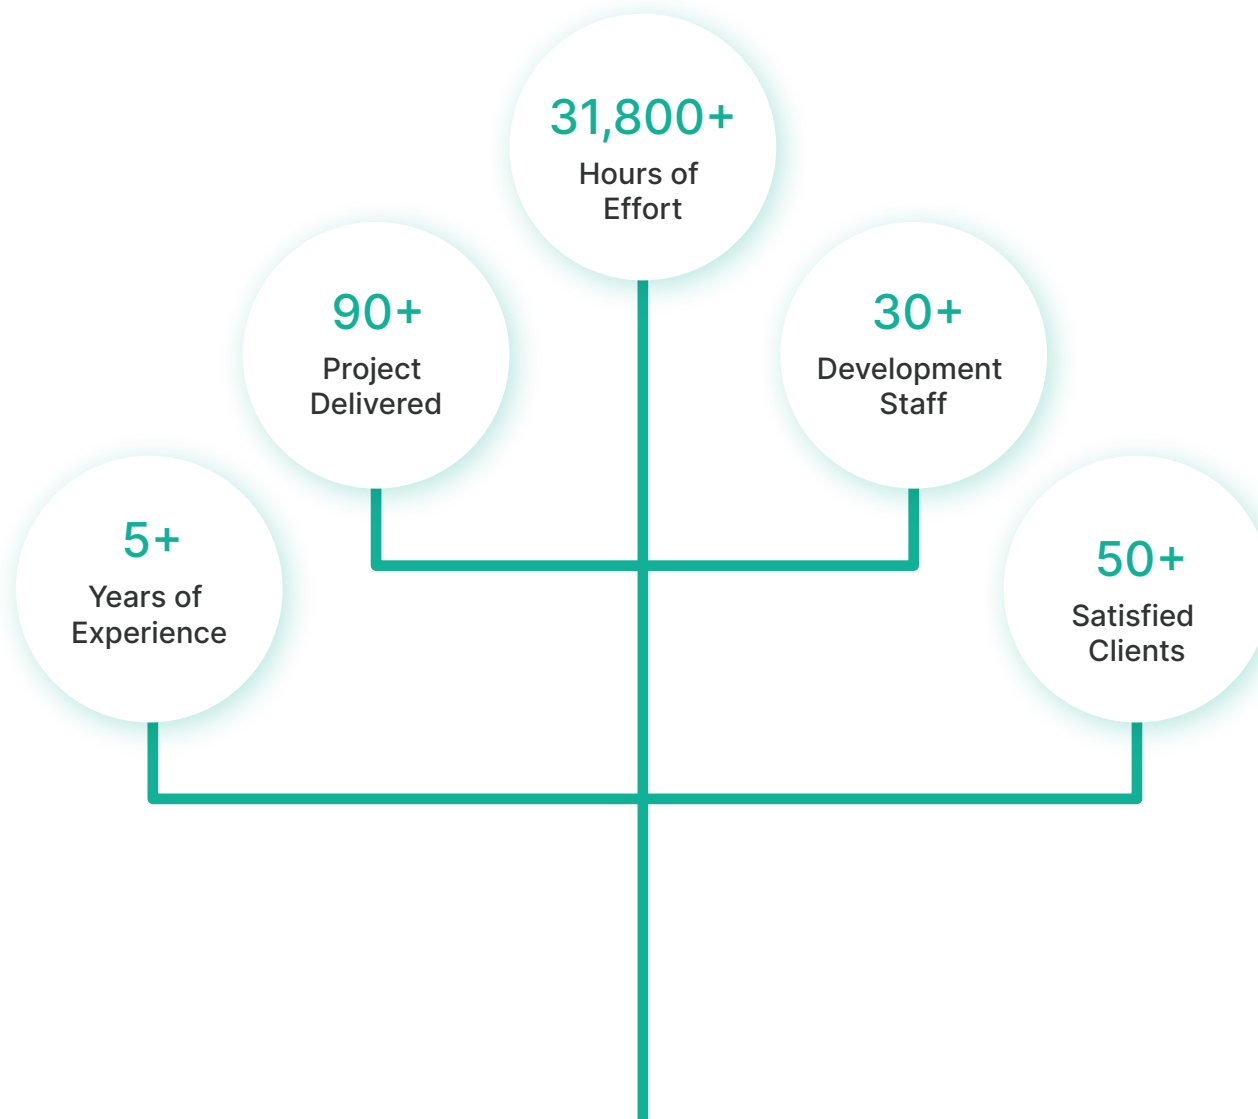 31,800+
Hours of
Effort
90+
Project
Delivered
30+
Development
Staff
5+
Years of
Experience
50+
Satisfied
Clients